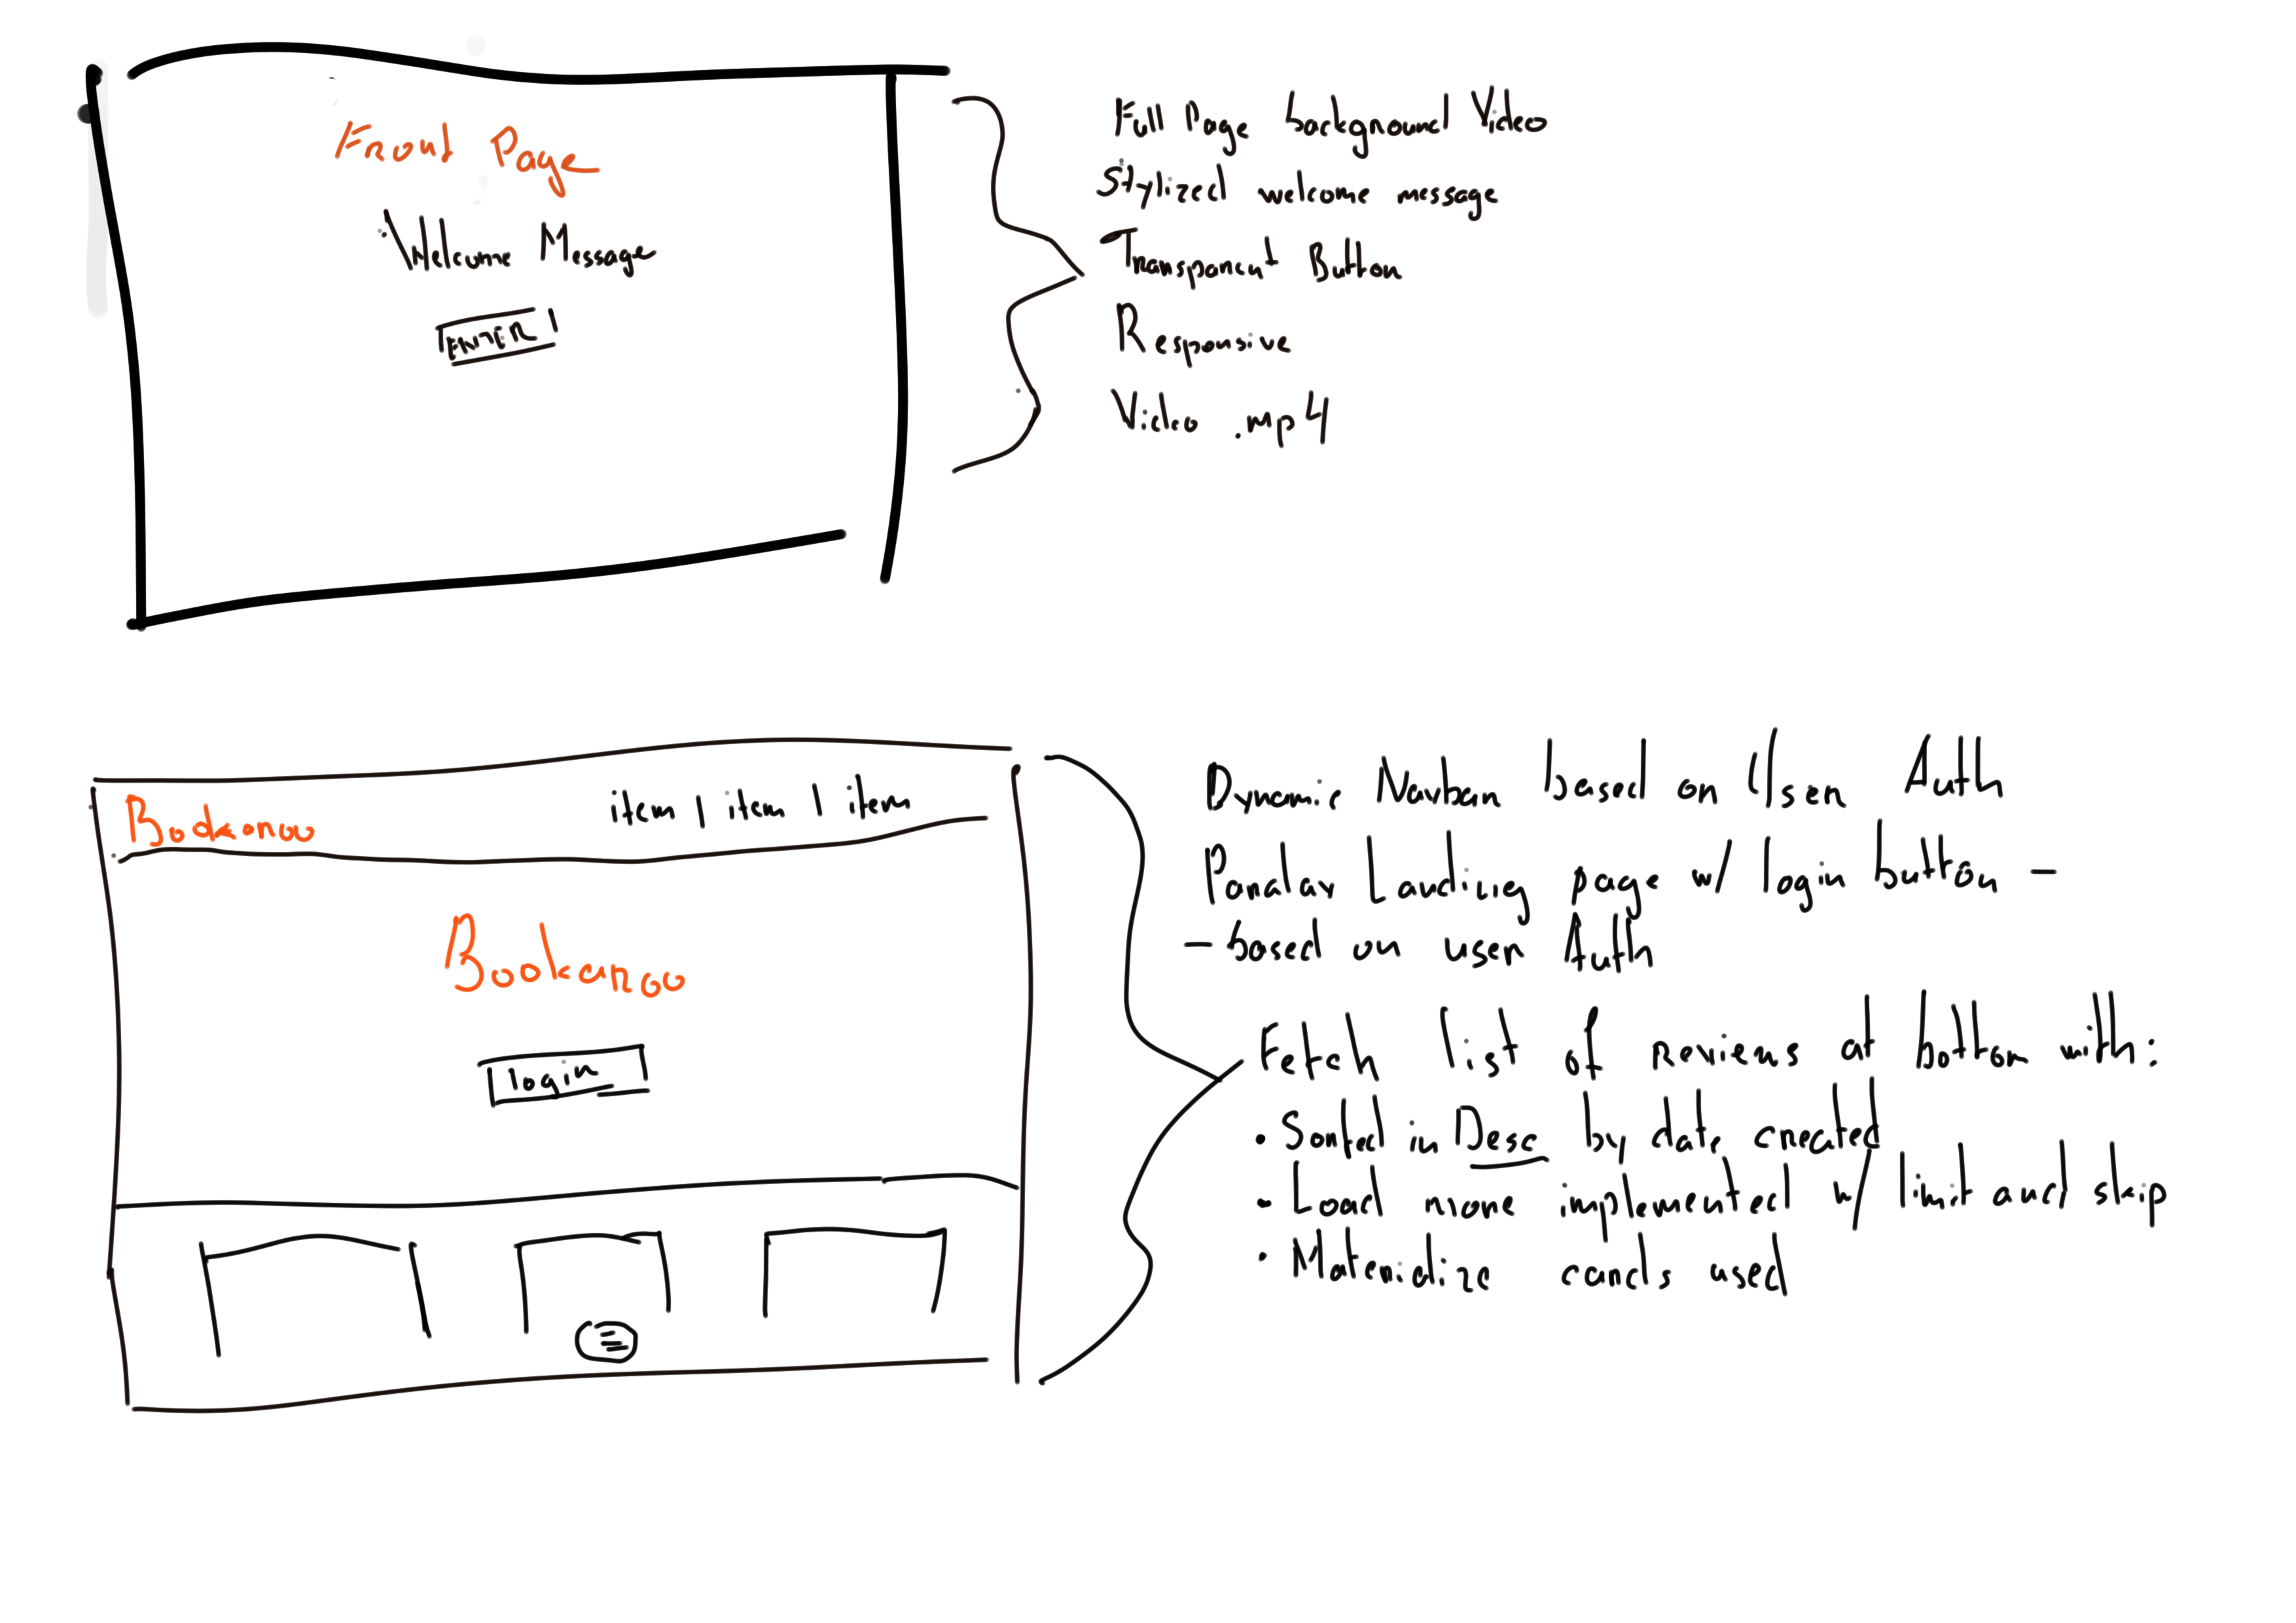 Front Page
Welcome Message
ENTER
Full Page background Video
Stylized welcome message
Transparent Button
Responsive
Video .mp4
Bookaroo
item | item | item
Bookaroo
login
Dynamic Navbar based on User Auth
Paralax Landing page w/ login button –
– based on user Auth
Fetch list of reviews at bottom with:
• Sorted in Desc by date created
• Load more implemented w/ limit and skip
• Materialize cards used